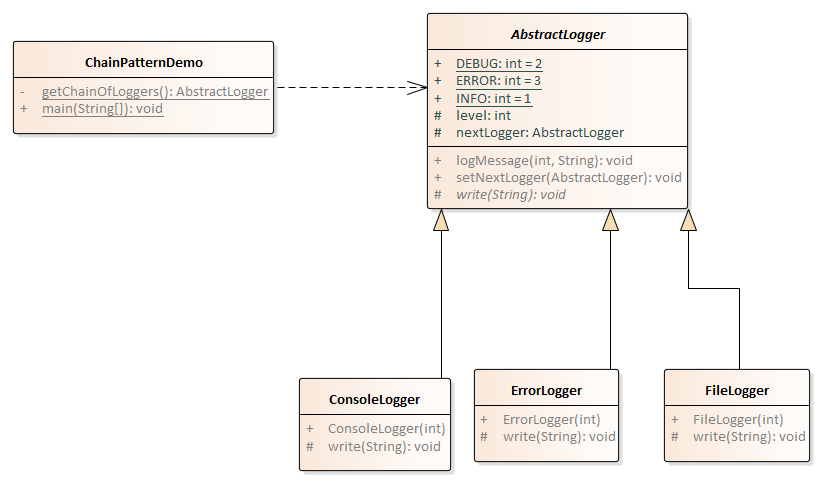 ChainPatternDemo
- getChainOfLoggers(): AbstractLogger
+ main(String[]): void
AbstractLogger
+ DEBUG: int = 2
+ ERROR: int = 3
+ INFO: int = 1
# level: int
# nextLogger: AbstractLogger
+ logMessage(int, String): void
+ setNextLogger(AbstractLogger): void
# write(String): void
ConsoleLogger
+ ConsoleLogger(int)
# write(String): void
ErrorLogger
+ ErrorLogger(int)
# write(String): void
FileLogger
+ FileLogger(int)
# write(String): void